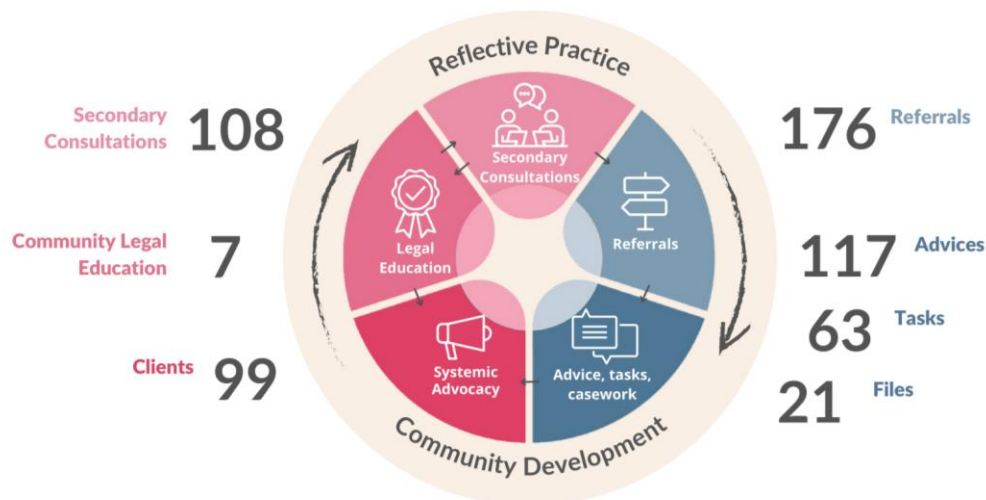 Reflective Practice
Secondary
Consultations
108
Community Legal
Education
7
Clients
99
Secondary
Consultations
Legal
Education
Referrals
Systemic
Advocacy
Advice, tasks,
casework
Community Development
176
Referrals
117
Advices
63
Tasks
21
Files